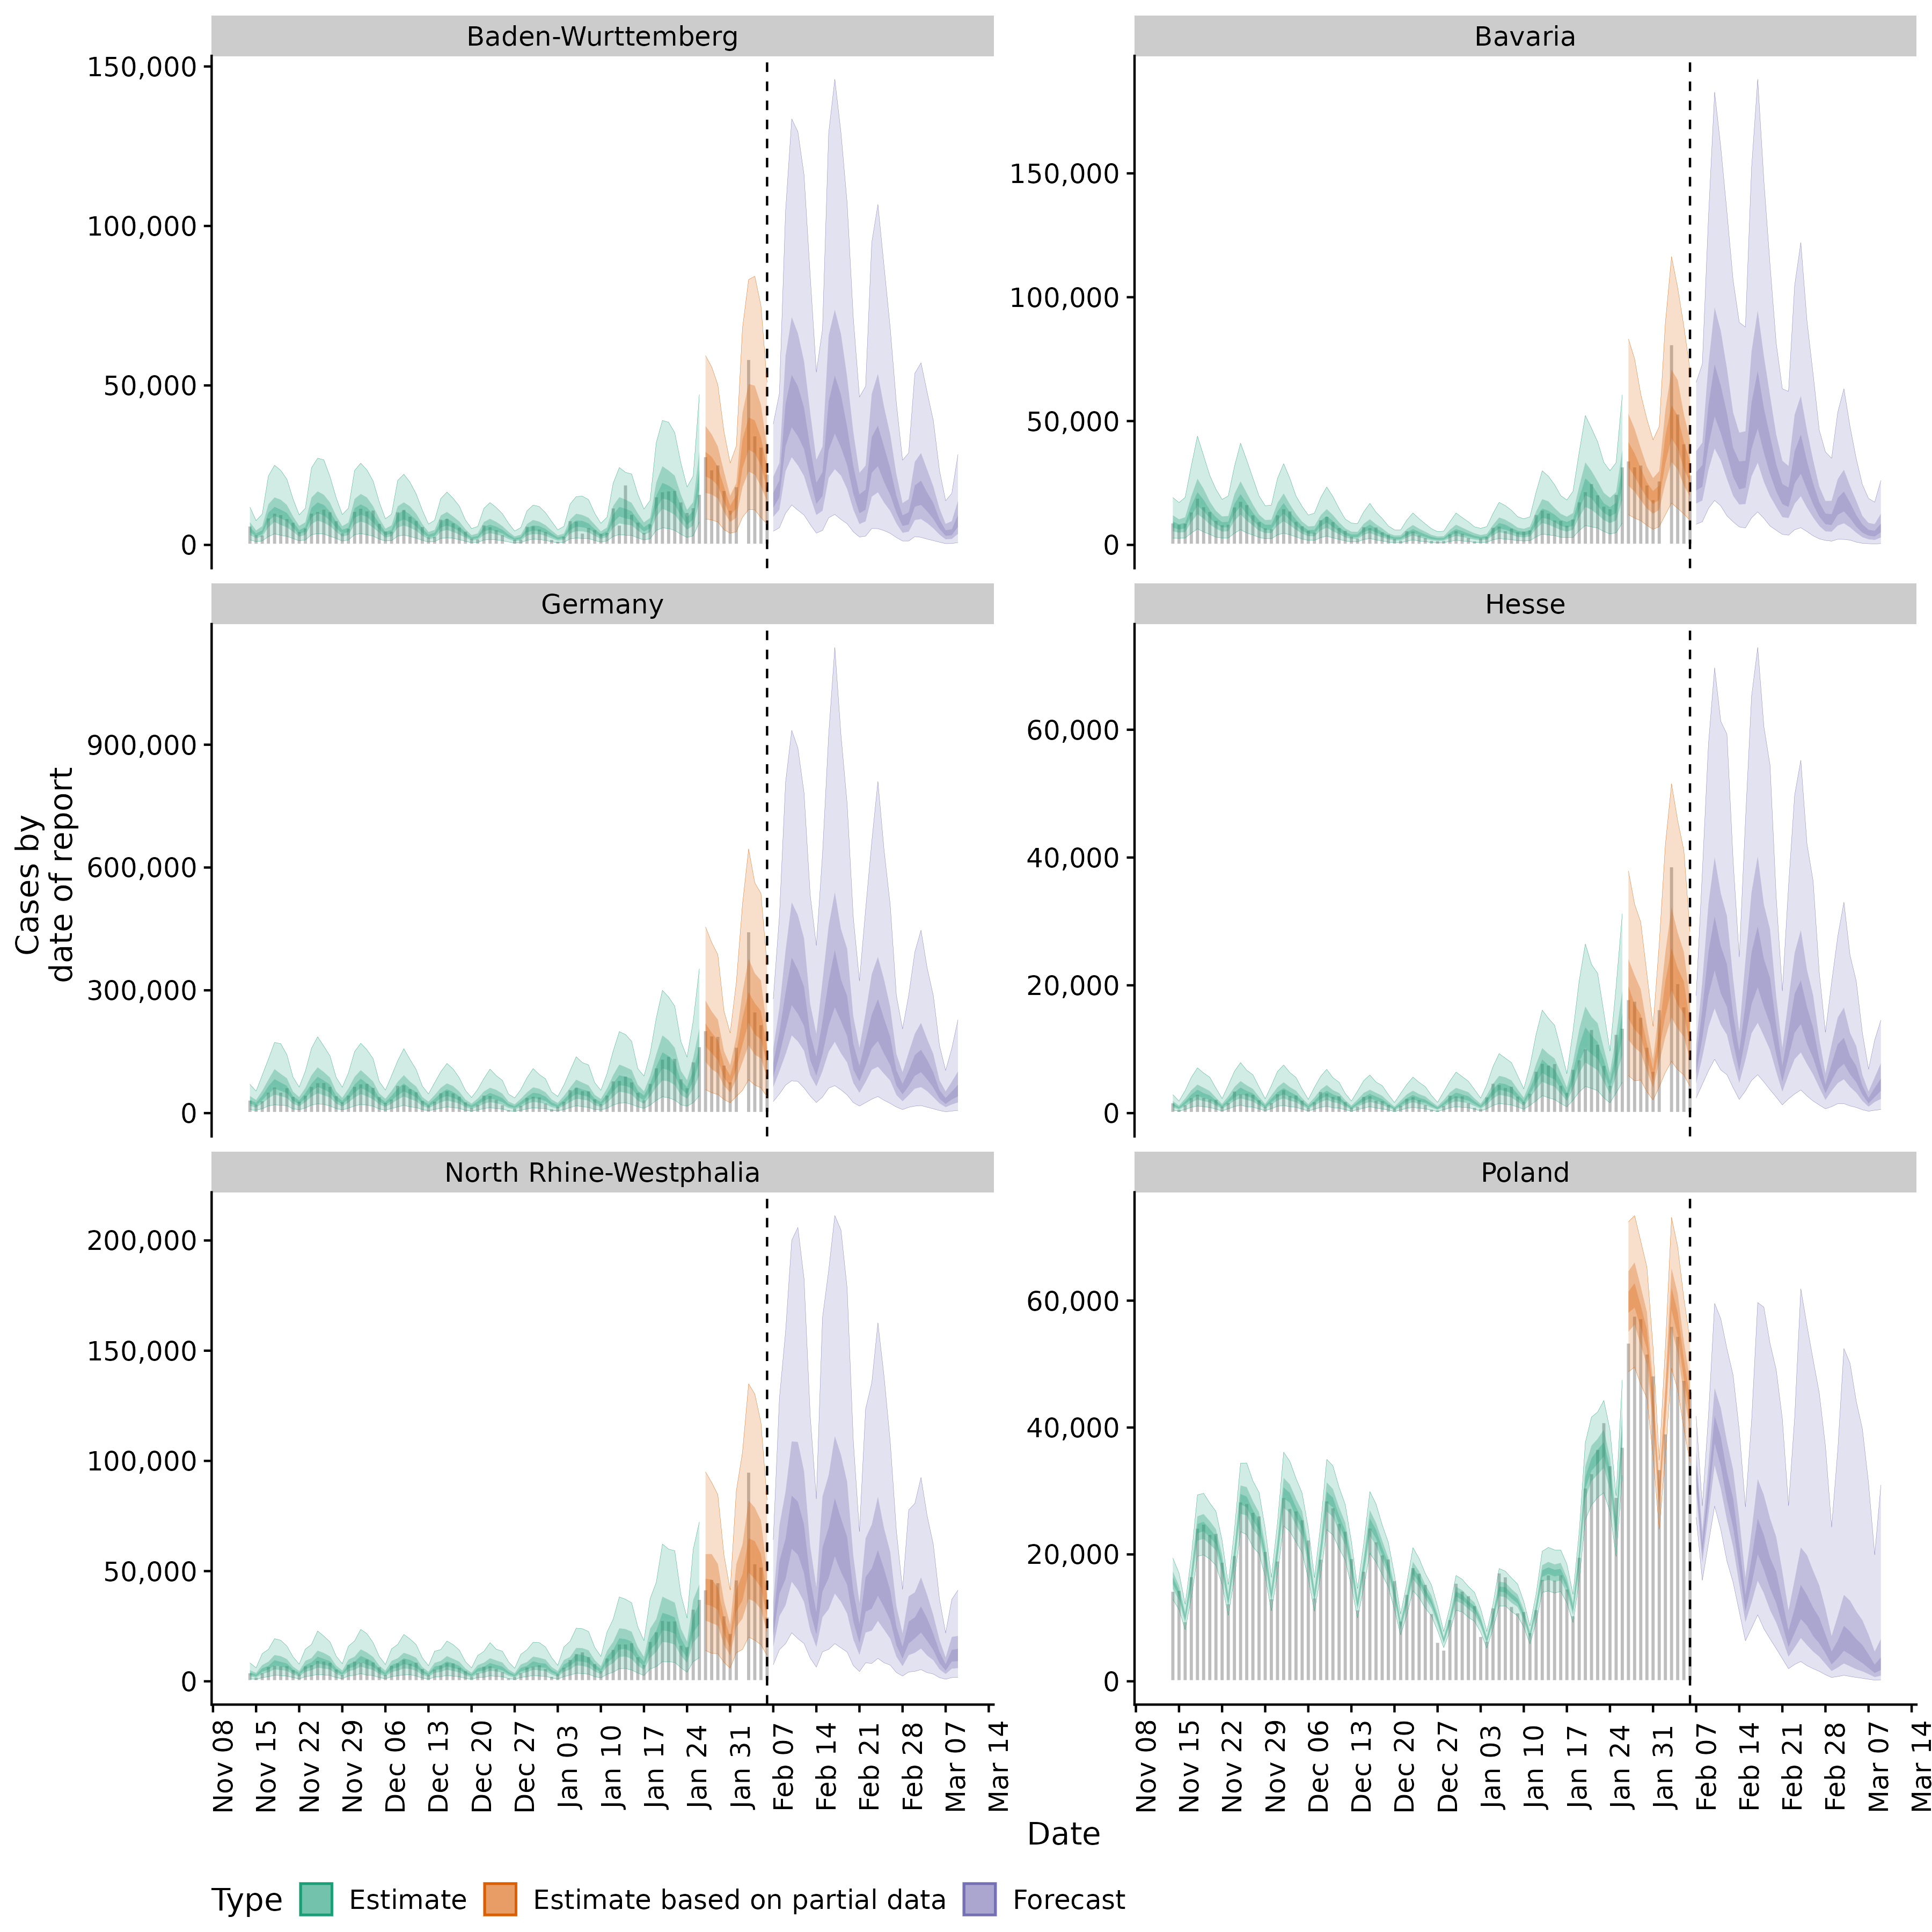 Baden-Wurttemberg
Bavaria
150,000
100,000
50,000
0
150,000
100,000
50,000
0
Germany
Hesse
900,000
600,000
300,000
0
60,000
40,000
20,000
0
North Rhine-Westphalia
Poland
200,000
150,000
100,000
50,000
0
60,000
40,000
20,000
0
Cases by
date of report
Nov 08
Nov 15
Nov 22
Nov 29
Dec 06
Dec 13
Dec 20
Dec 27
Jan 03
Jan 10
Jan 17
Jan 24
Jan 31
Feb 07
Feb 14
Feb 21
Feb 28
Mar 07
Mar 14
Nov 08
Nov 15
Nov 22
Nov 29
Dec 06
Dec 13
Dec 20
Dec 27
Jan 03
Jan 10
Jan 17
Jan 24
Jan 31
Feb 07
Feb 14
Feb 21
Feb 28
Mar 07
Mar 14
Date
Type Estimate Estimate based on partial data Forecast